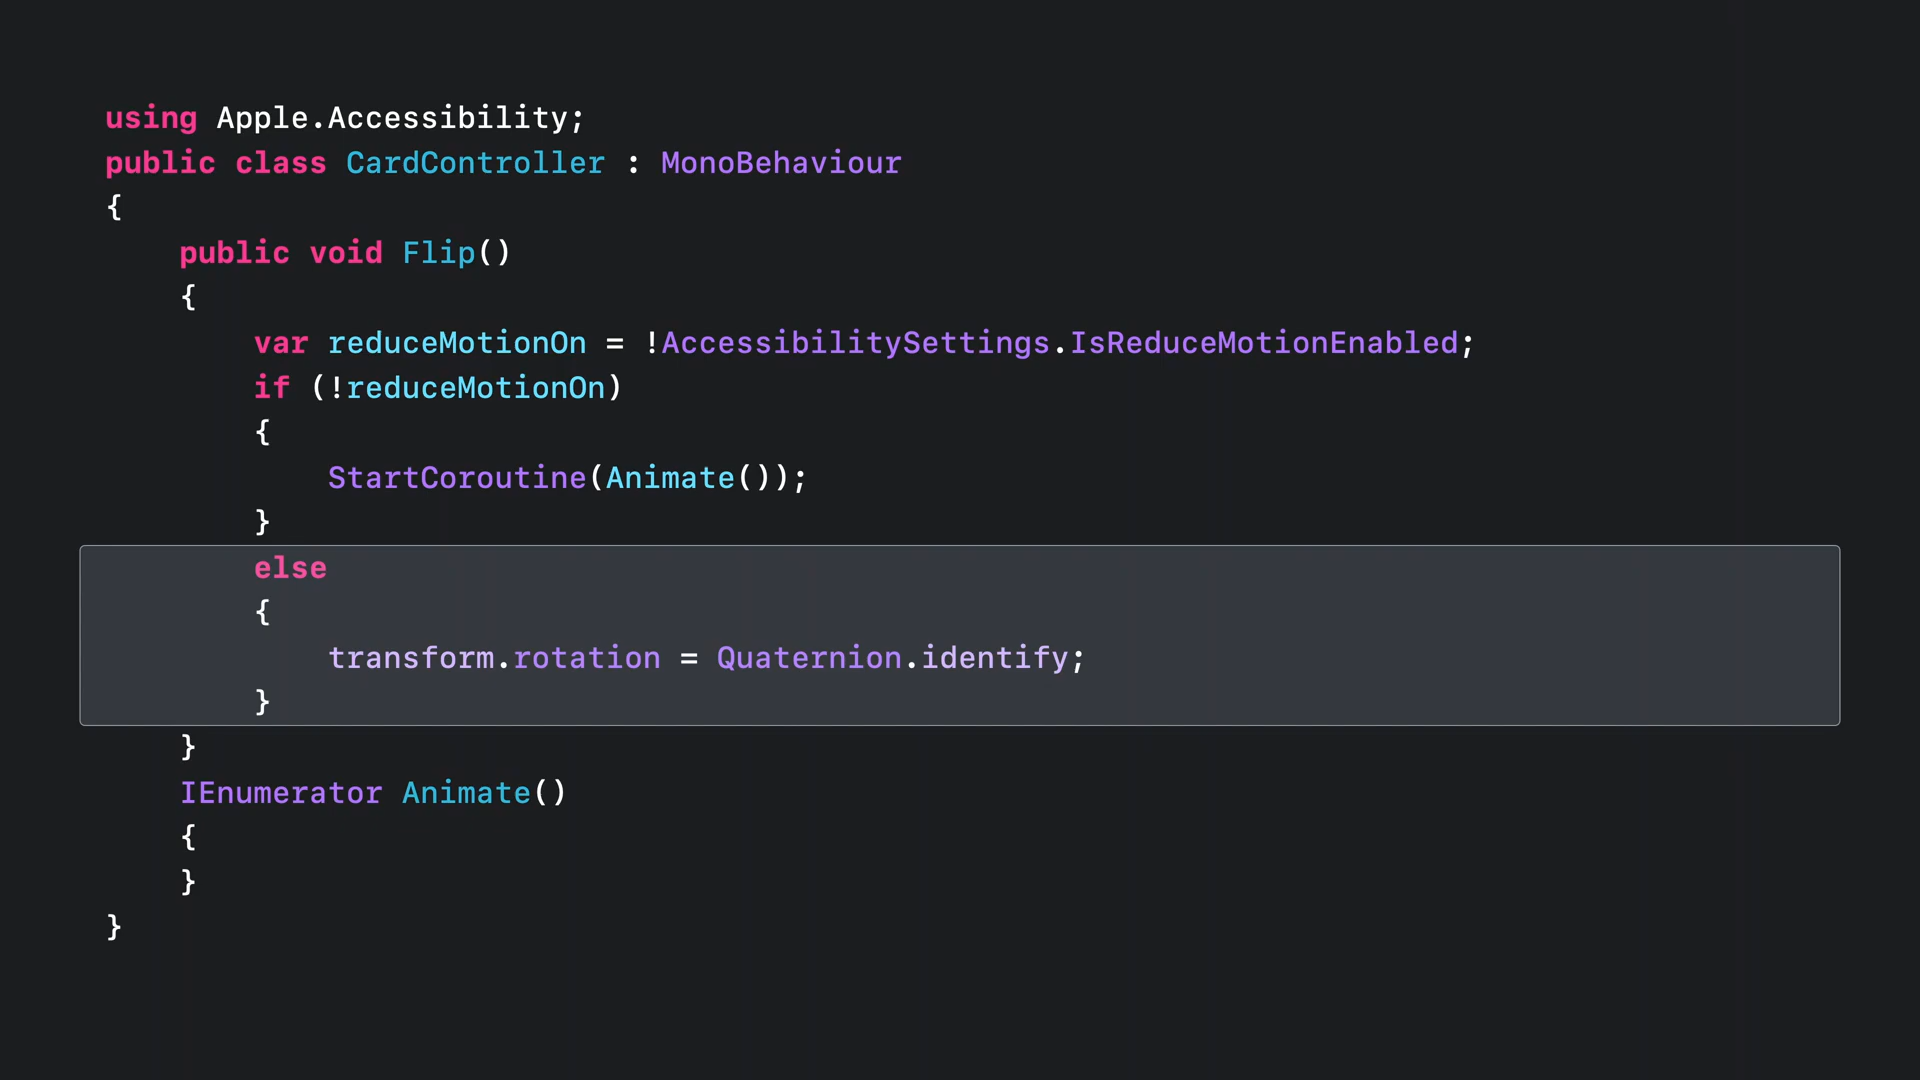 using Apple.Accessibility;
public class CardController : MonoBehaviour
{
    public void Flip()
    {
        var reduceMotionOn = !AccessibilitySettings.IsReduceMotionEnabled;
        if (!reduceMotionOn)
        {
            StartCoroutine(Animate());
        }
        else
        {
            transform.rotation = Quaternion.identify;
        }
    }
    IEnumerator Animate()
    {
    }
}